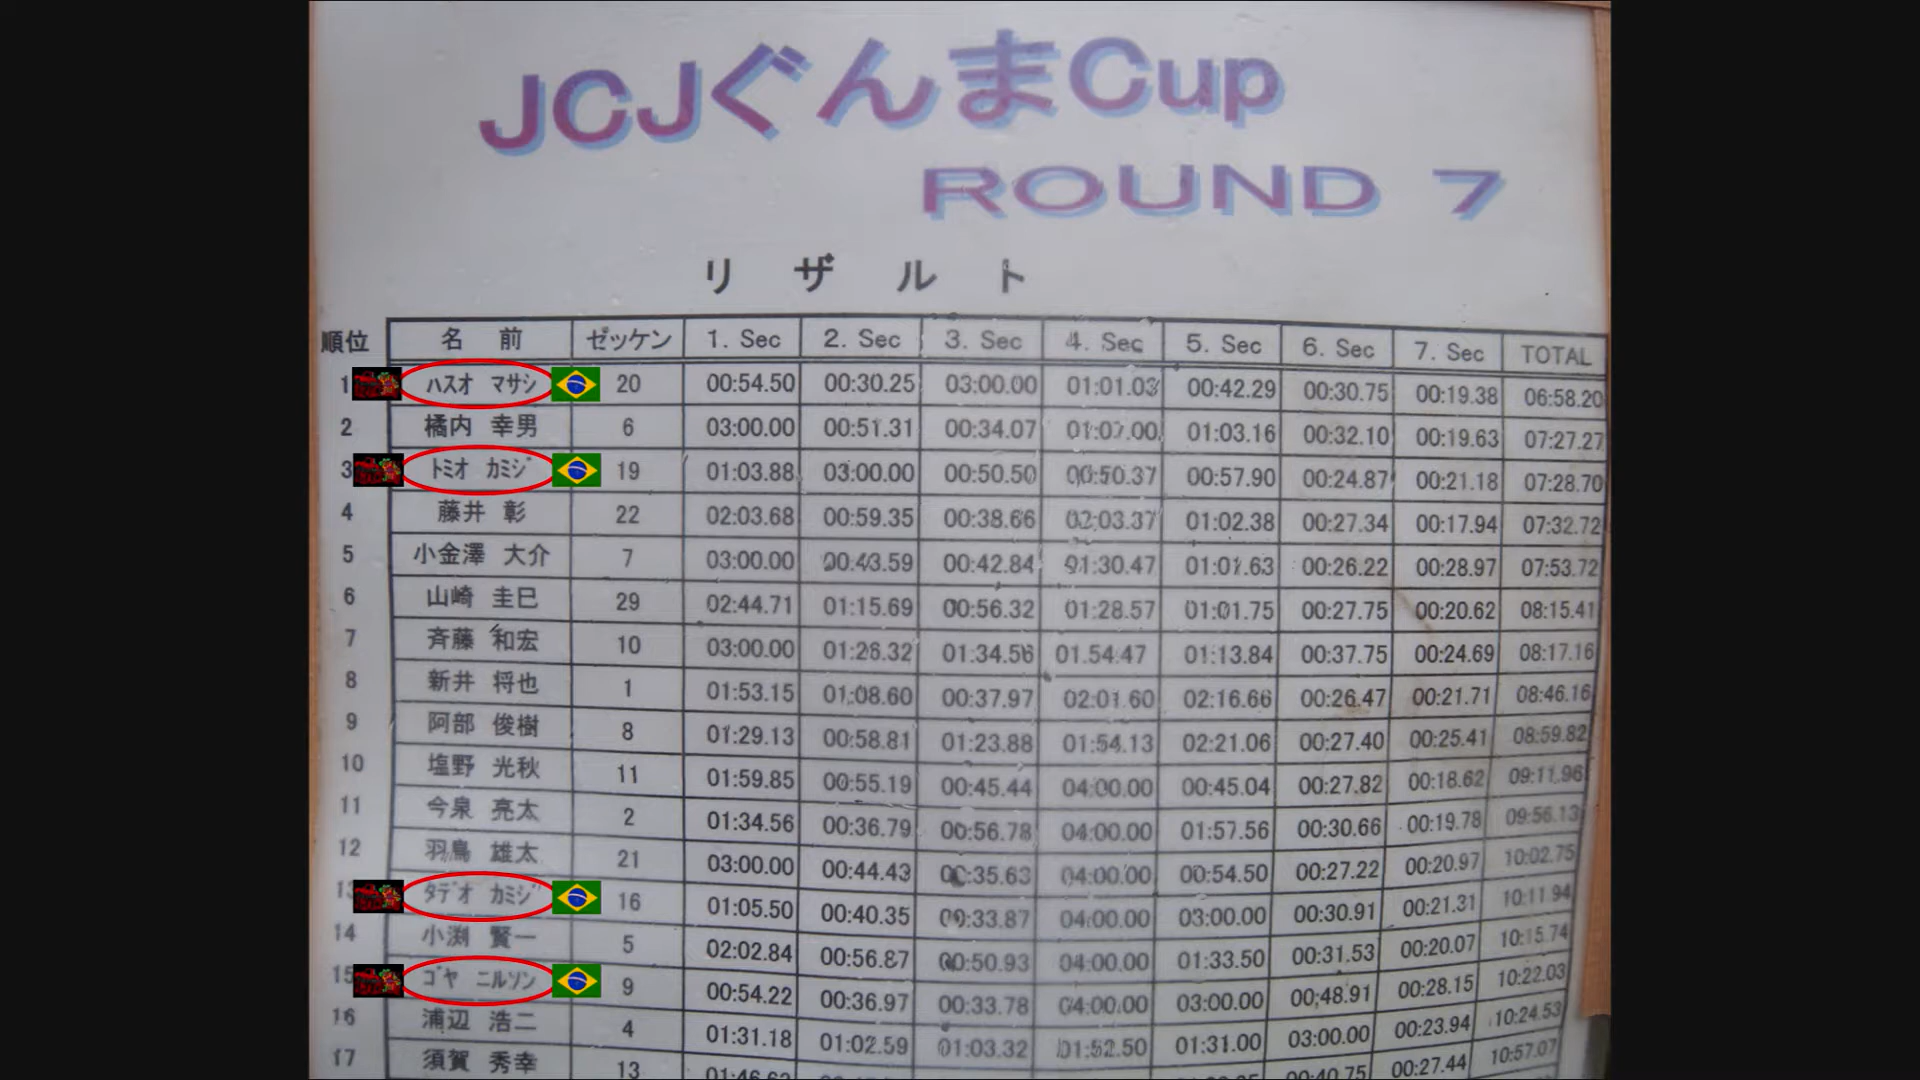 JCJぐんまCup
ROUND 7
リザルト
順位 名 前 ゼッケン 1. Sec 2. Sec 3. Sec 4. Sec 5. Sec 6. Sec 7. Sec TOTAL
1 ハスオ マサシ 20 00:54.50 00:30.25 03:00.00 01:01.03 00:42.29 00:30.75 00:19.38 06:58.20
2 橘内 幸男 6 03:00.00 00:51.31 00:34.07 01:07.00 01:03.16 00:32.10 00:19.63 07:27.27
3 トミオ カミジ 19 01:03.88 03:00.00 00:50.50 00:50.37 00:57.90 00:24.87 00:21.18 07:28.70
4 藤井 彰 22 02:03.68 00:59.35 00:38.66 02:03.37 01:02.38 00:27.34 00:17.94 07:32.72
5 小金澤 大介 7 03:00.00 00:43.59 00:42.84 01:30.47 01:01.63 00:26.22 00:28.97 07:53.72
6 山崎 圭巳 29 02:44.71 01:15.69 00:56.32 01:28.57 01:01.75 00:27.75 00:20.62 08:15.41
7 斉藤 和宏 10 03:00.00 01:26.32 01:34.56 01.54.47 01:13.84 00:37.75 00:24.69 08:17.16
8 新井 将也 1 01:53.15 01:08.60 00:37.97 02:01.60 02:16.66 00:26.47 00:21.71 08:46.16
9 阿部 俊樹 8 01:29.13 00:58.81 01:23.88 01:54.13 02:21.06 00:27.40 00:25.41 08:59.82
10 塩野 光秋 11 01:59.85 00:55.19 00:45.44 04:00.00 00:45.04 00:27.82 00:18.62 09:11.96
11 今泉 亮太 2 01:34.56 00:36.79 00:56.78 04:00.00 01:57.56 00:30.66 00:19.78 09:56.13
12 羽鳥 雄太 21 03:00.00 00:44.43 00:35.63 04:00.00 00:54.50 00:27.22 00:20.97 10:02.75
13 タデオ カミジ 16 01:05.50 00:40.35 00:33.87 04:00.00 03:00.00 00:30.91 00:21.31 10:11.94
14 小渕 賢一 5 02:02.84 00:56.87 00:50.93 04:00.00 01:33.50 00:31.53 00:20.07 10:15.74
15 ゴヤ ニルソン 9 00:54.22 00:36.97 00:33.78 04:00.00 03:00.00 00:48.91 00:28.15 10:22.03
16 浦辺 浩二 4 01:31.18 01:02.59 01:03.32 01:52.50 01:31.00 03:00.00 00:23.94 10:24.53
17 須賀 秀幸 13 00:40.75 00:27.44 10:57.07